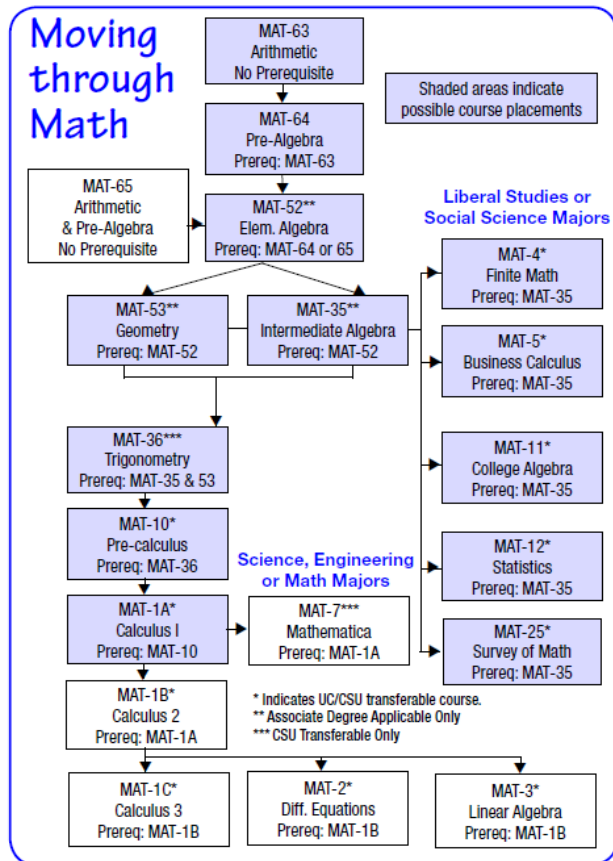 Moving
through
Math
MAT-63
Arithmetic
No Prerequisite
Shaded areas indicate
possible course placements
MAT-64
Pre-Algebra
Prereq: MAT-63
MAT-65
Arithmetic
& Pre-Algebra
No Prerequisite
MAT-52**
Elem. Algebra
Prereq: MAT-64 or 65
Liberal Studies or
Social Science Majors
MAT-4*
Finite Math
Prereq: MAT-35
MAT-53**
Geometry
Prereq: MAT-52
MAT-35**
Intermediate Algebra
Prereq: MAT-52
MAT-5*
Business Calculus
Prereq: MAT-35
MAT-36***
Trigonometry
Prereq: MAT-35 & 53
MAT-11*
College Algebra
Prereq: MAT-35
MAT-10*
Pre-calculus
Prereq: MAT-36
Science, Engineering
or Math Majors
MAT-12*
Statistics
Prereq: MAT-35
MAT-1A*
Calculus I
Prereq: MAT-10
MAT-7***
Mathematica
Prereq: MAT-1A
MAT-25*
Survey of Math
Prereq: MAT-35
MAT-1B*
Calculus 2
Prereq: MAT-1A
* Indicates UC/CSU transferable course.
** Associate Degree Applicable Only
*** CSU Transferable Only
MAT-1C*
Calculus 3
Prereq: MAT-1B
MAT-2*
Diff. Equations
Prereq: MAT-1B
MAT-3*
Linear Algebra
Prereq: MAT-1B